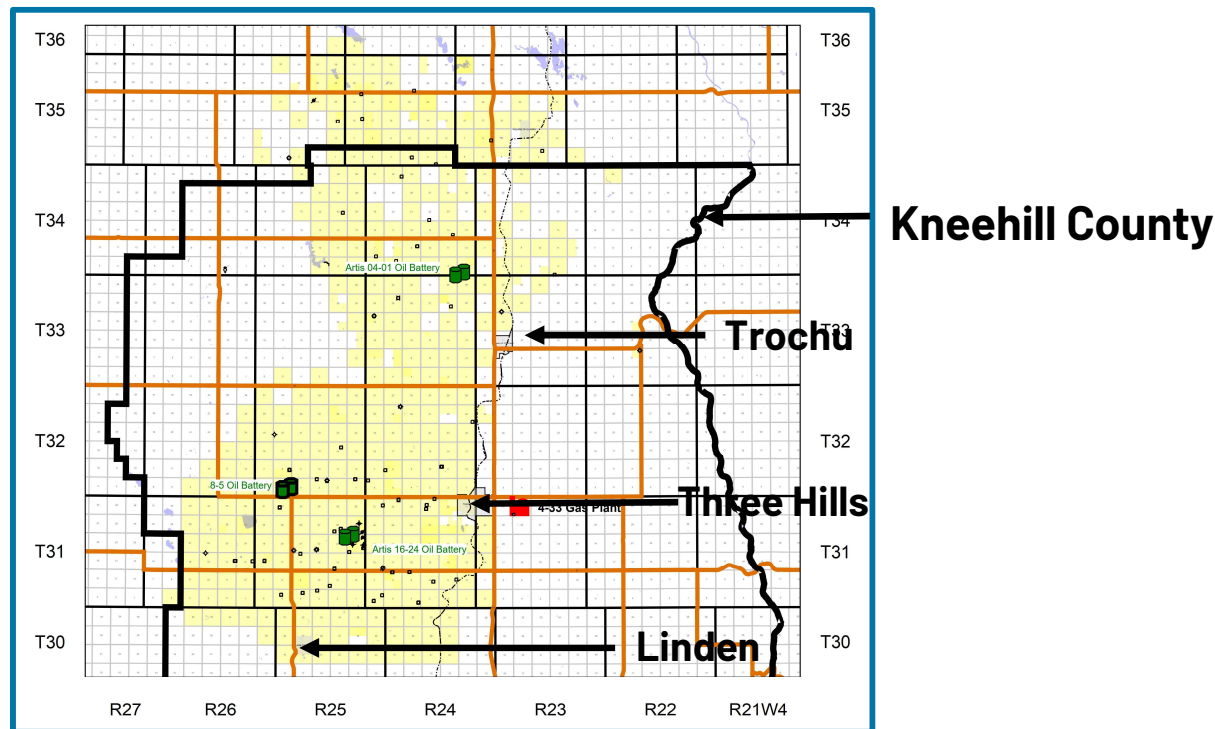 T36 T36
T35 T35
T34 T34
Kneehill County
Artis 04-01 Oil Battery
T33 T33
Trochu
T32 T32
8-5 Oil Battery
Three Hills
4-33 Gas Plant
T31 T31
Artis 16-24 Oil Battery
T30 T30
Linden
R27 R26 R25 R24 R23 R22 R21W4